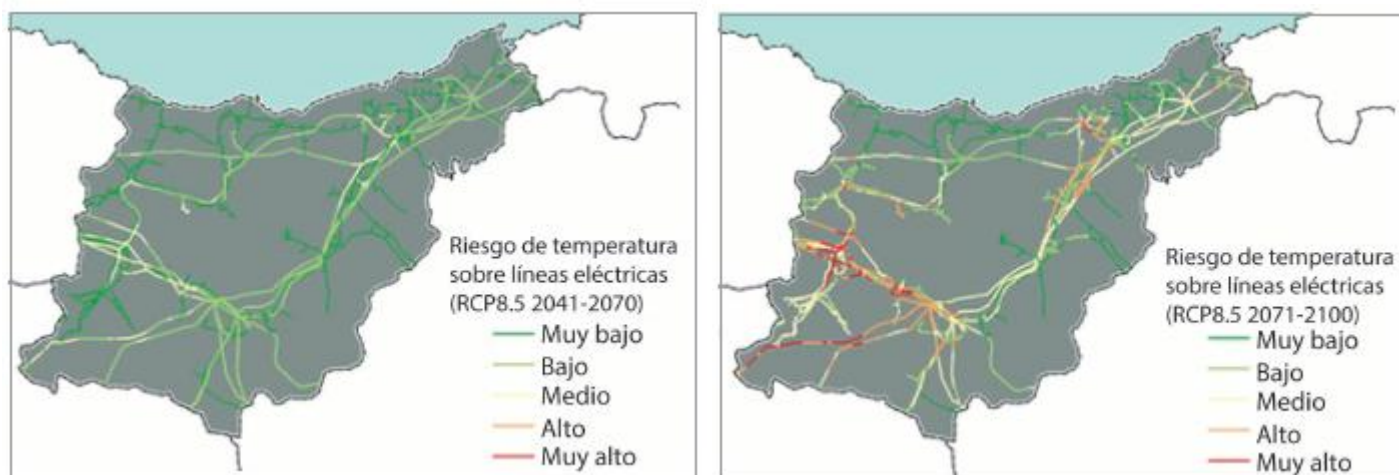 Riesgo de temperatura
sobre líneas eléctricas
(RCP8.5 2041-2070)
Muy bajo
Bajo
Medio
Alto
Muy alto
Riesgo de temperatura
sobre líneas eléctricas
(RCP8.5 2071-2100)
Muy bajo
Bajo
Medio
Alto
Muy alto